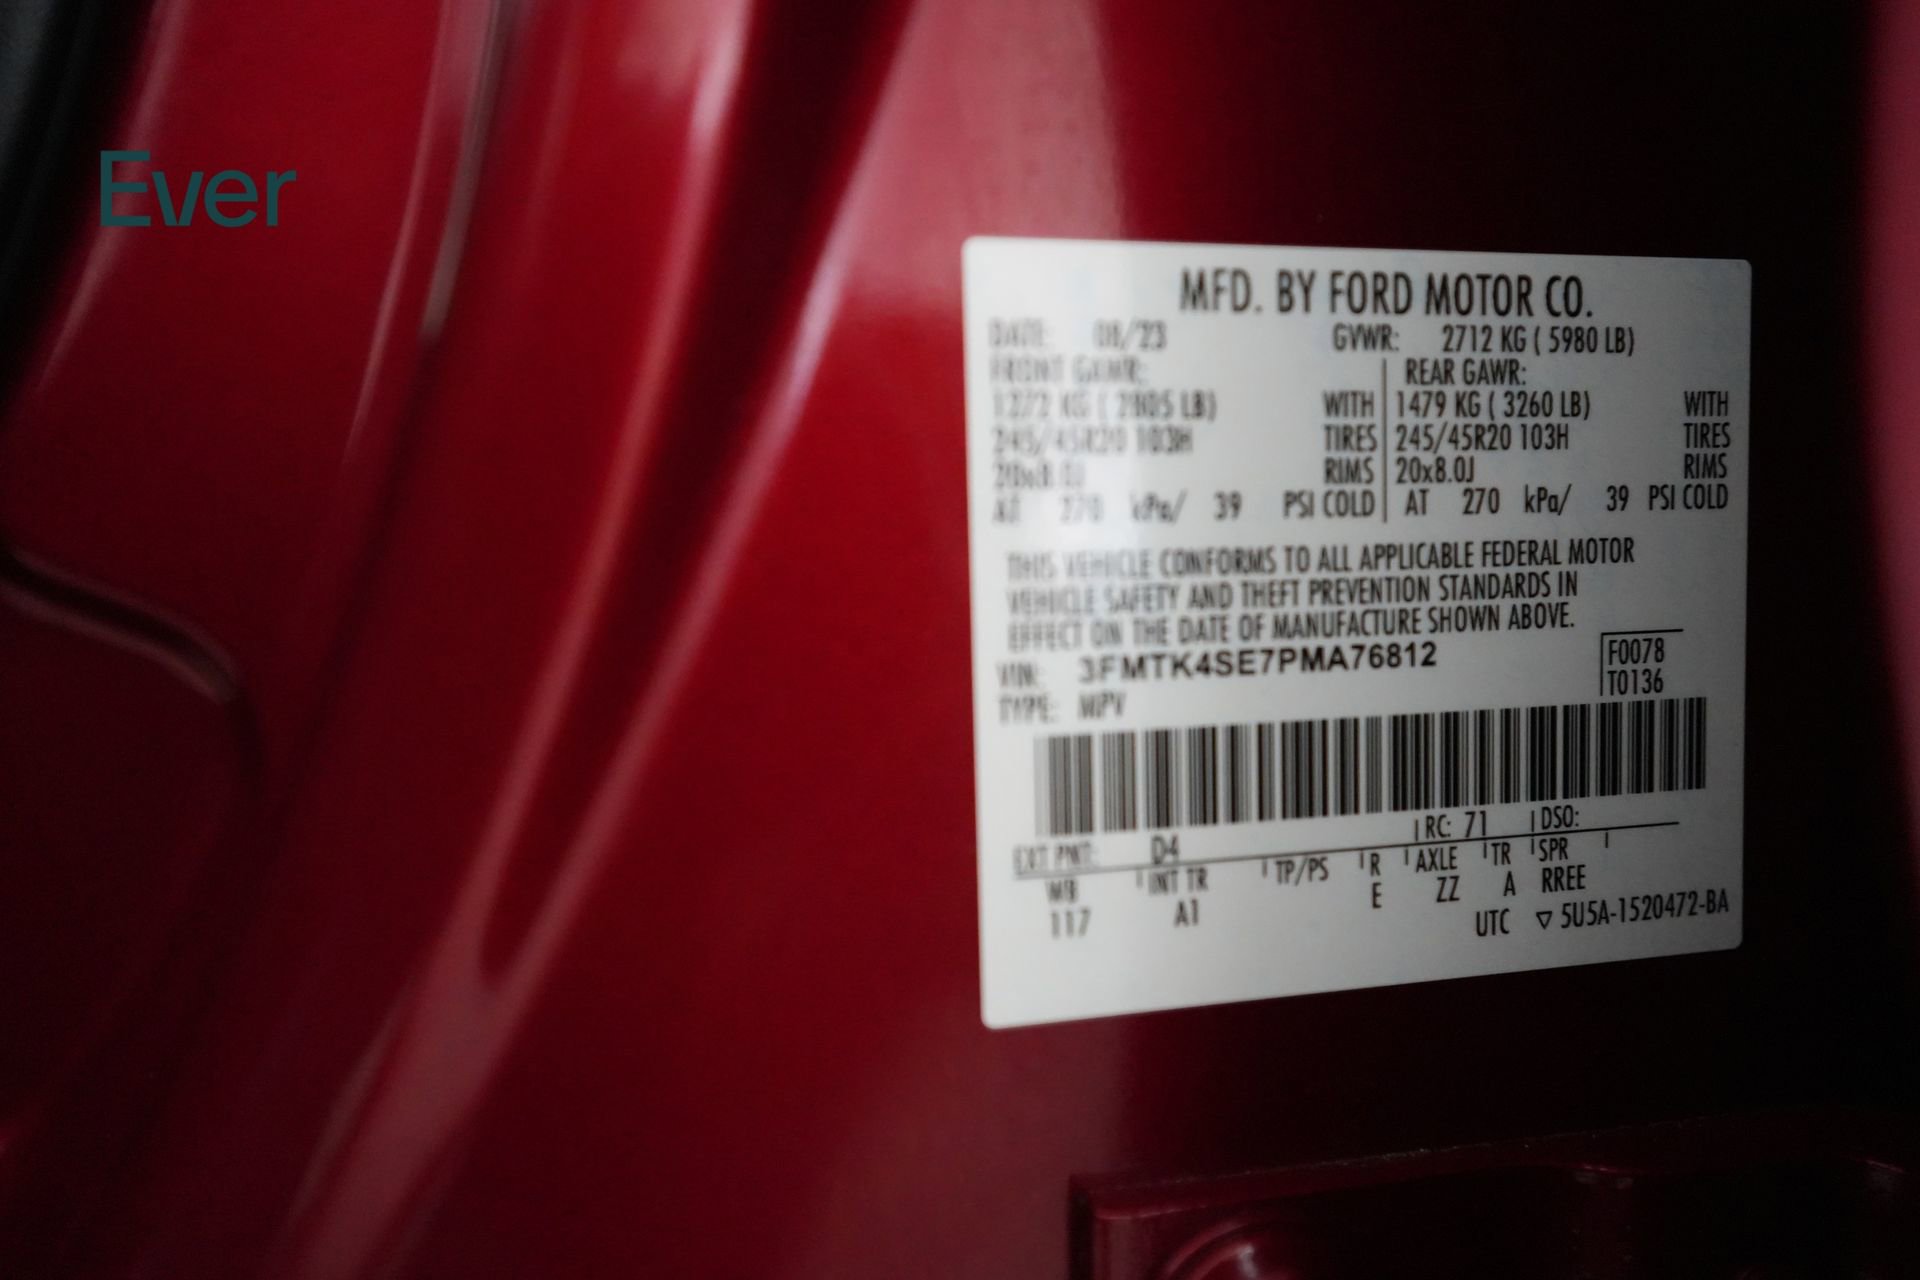 Ever
MFD. BY FORD MOTOR CO.
DATE: 08/23 GVWR: 2712 KG ( 5980 LB)
FRONT GAWR: REAR GAWR:
1272 KG ( 2805 LB) WITH 1479 KG ( 3260 LB) WITH
245/45R20 103H TIRES 245/45R20 103H TIRES
20x8.0J RIMS 20x8.0J RIMS
AT 270 kPa/ 39 PSI COLD AT 270 kPa/ 39 PSI COLD
THIS VEHICLE CONFORMS TO ALL APPLICABLE FEDERAL MOTOR
VEHICLE SAFETY AND THEFT PREVENTION STANDARDS IN
EFFECT ON THE DATE OF MANUFACTURE SHOWN ABOVE.
VIN: 3FMTK4SE7PMA76812 F0078
TYPE: MPV T0136
EXT PNT: D4 RC: 71 DSO:
WB INT TR TP/PS R AXLE TR SPR
117 A1 E ZZ A RREE
UTC ▽ 5U5A-1520472-BA